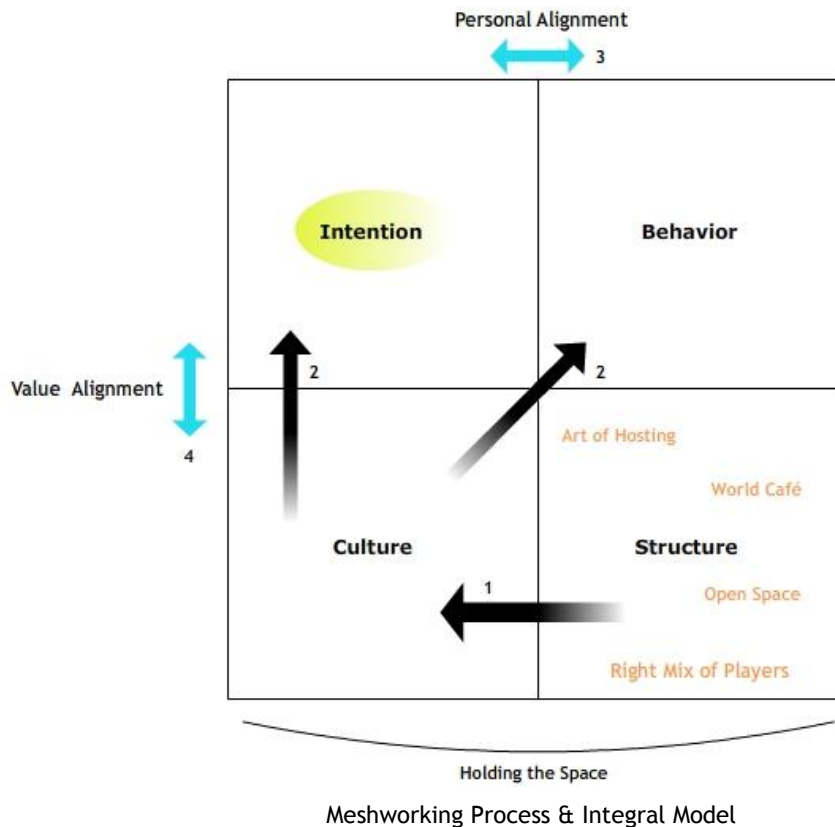 Personal Alignment
3
Intention
Behavior
2
2
Value Alignment
4
Art of Hosting
World Café
Culture
Structure
1
Open Space
Right Mix of Players
Holding the Space
Meshworking Process & Integral Model